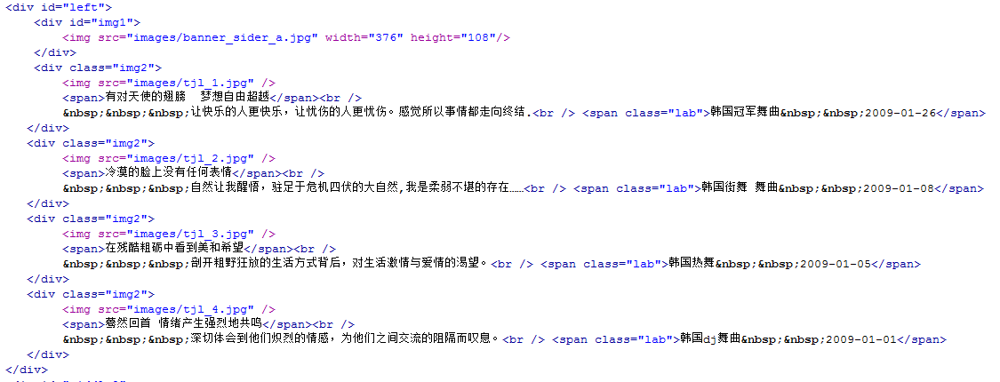 <div id="left">
<div id="img1">
<img src="images/banner_sider_a.jpg" width="376" height="108"/>
</div>
<div class="img2">
<img src="images/tjl_1.jpg" />
<span>有对天使的翅膀  梦想自由超越</span><br />
&nbsp;&nbsp;&nbsp;让快乐的人更快乐，让忧伤的人更忧伤。感觉所以事情都走向终结.<br /> <span class="lab">韩国冠军舞曲&nbsp;&nbsp;2009-01-26</span>
</div>
<div class="img2">
<img src="images/tjl_2.jpg" />
<span>冷漠的脸上没有任何表情</span><br />
&nbsp;&nbsp;&nbsp;自然让我醒悟，驻足于危机四伏的大自然,我是柔弱不堪的存在……<br /> <span class="lab">韩国街舞 舞曲&nbsp;&nbsp;2009-01-08</span>
</div>
<div class="img2">
<img src="images/tjl_3.jpg" />
<span>在残酷粗砺中看到美和希望</span><br />
&nbsp;&nbsp;&nbsp;剖开粗野狂放的生活方式背后，对生活激情与爱情的渴望。<br /> <span class="lab">韩国热舞&nbsp;&nbsp;2009-01-05</span>
</div>
<div class="img2">
<img src="images/tjl_4.jpg" />
<span>蓦然回首 情绪产生强烈地共鸣</span><br />
&nbsp;&nbsp;&nbsp;深切体会到他们炽烈的情感，为他们之间交流的阻隔而叹息。<br /> <span class="lab">韩国dj舞曲&nbsp;&nbsp;2009-01-01</span>
</div>
</div>